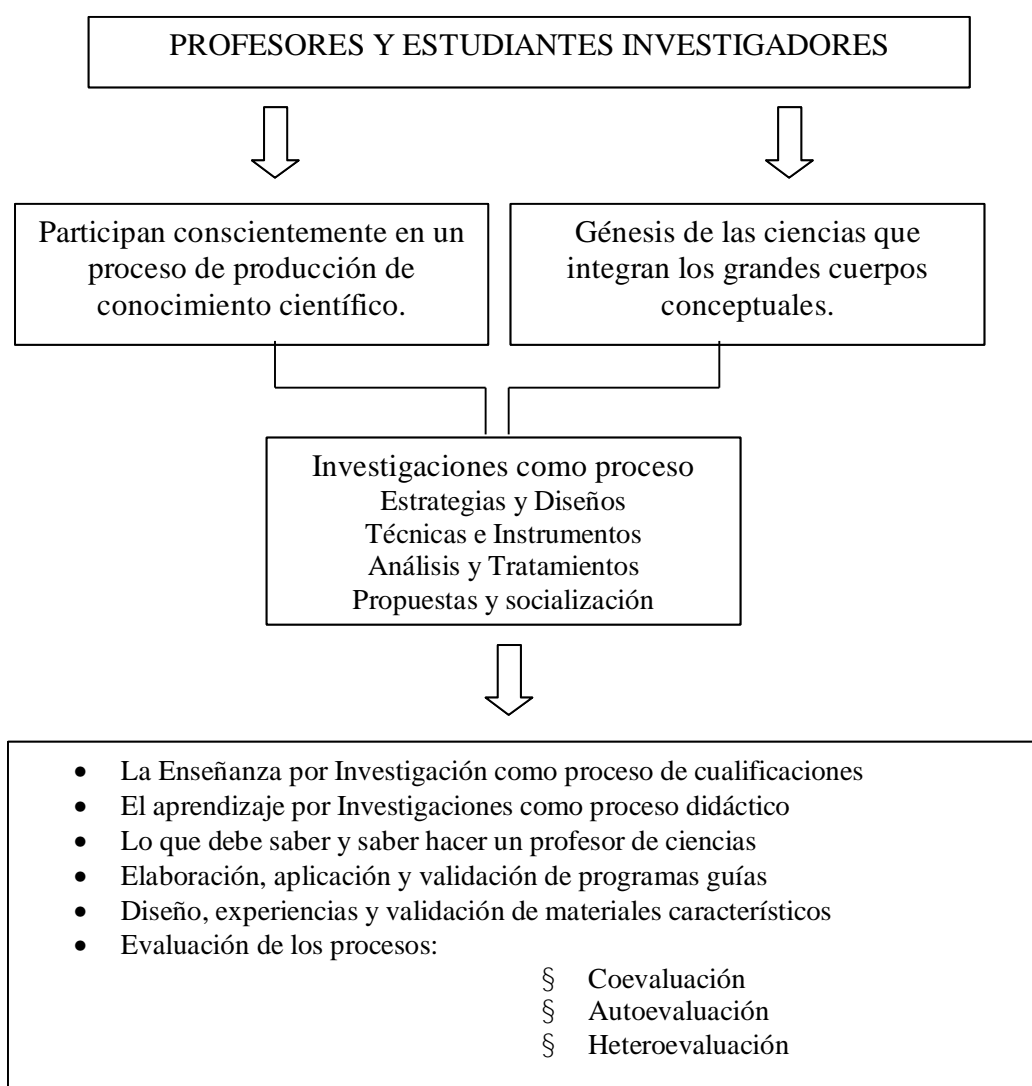 PROFESORES Y ESTUDIANTES INVESTIGADORES
Participan conscientemente en un
proceso de producción de
conocimiento científico.
Génesis de las ciencias que
integran los grandes cuerpos
conceptuales.
Investigaciones como proceso
Estrategias y Diseños
Técnicas e Instrumentos
Análisis y Tratamientos
Propuestas y socialización
• La Enseñanza por Investigación como proceso de cualificaciones
• El aprendizaje por Investigaciones como proceso didáctico
• Lo que debe saber y saber hacer un profesor de ciencias
• Elaboración, aplicación y validación de programas guías
• Diseño, experiencias y validación de materiales característicos
• Evaluación de los procesos:
§ Coevaluación
§ Autoevaluación
§ Heteroevaluación